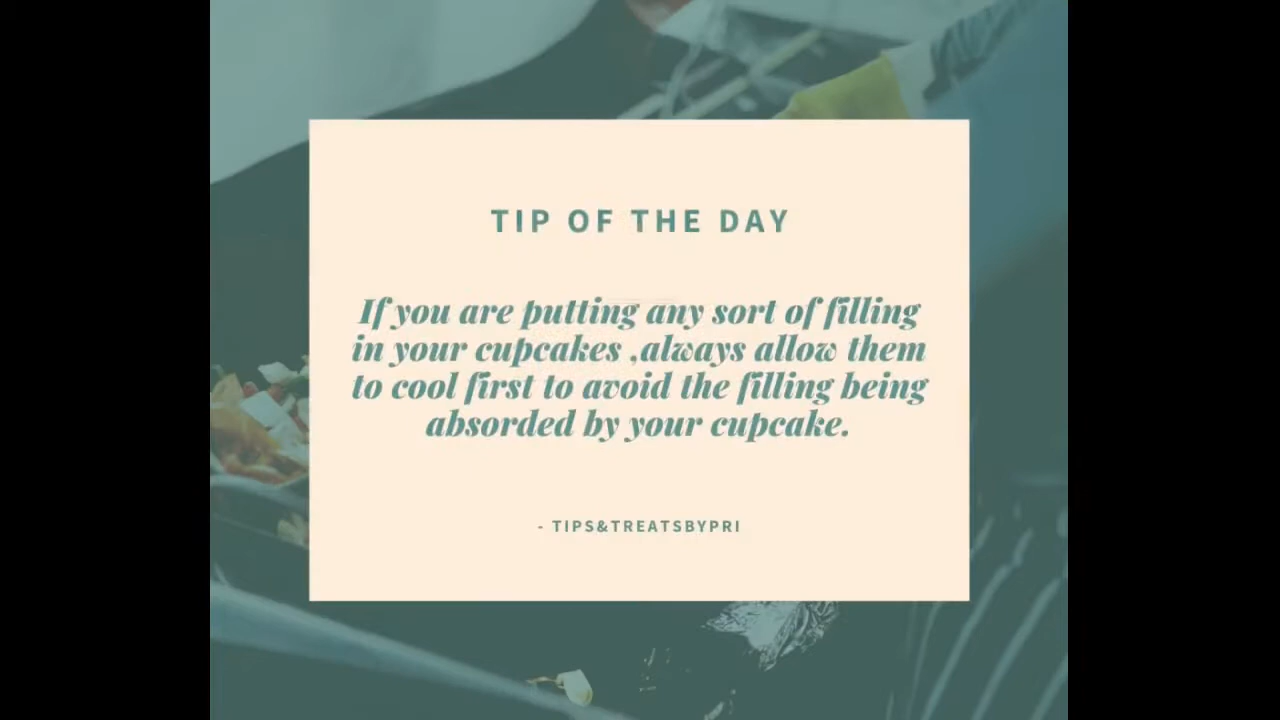 TIP OF THE DAY
If you are putting any sort of filling
in your cupcakes ,always allow them
to cool first to avoid the filling being
absorded by your cupcake.
- TIPS&TREATSBYPRI